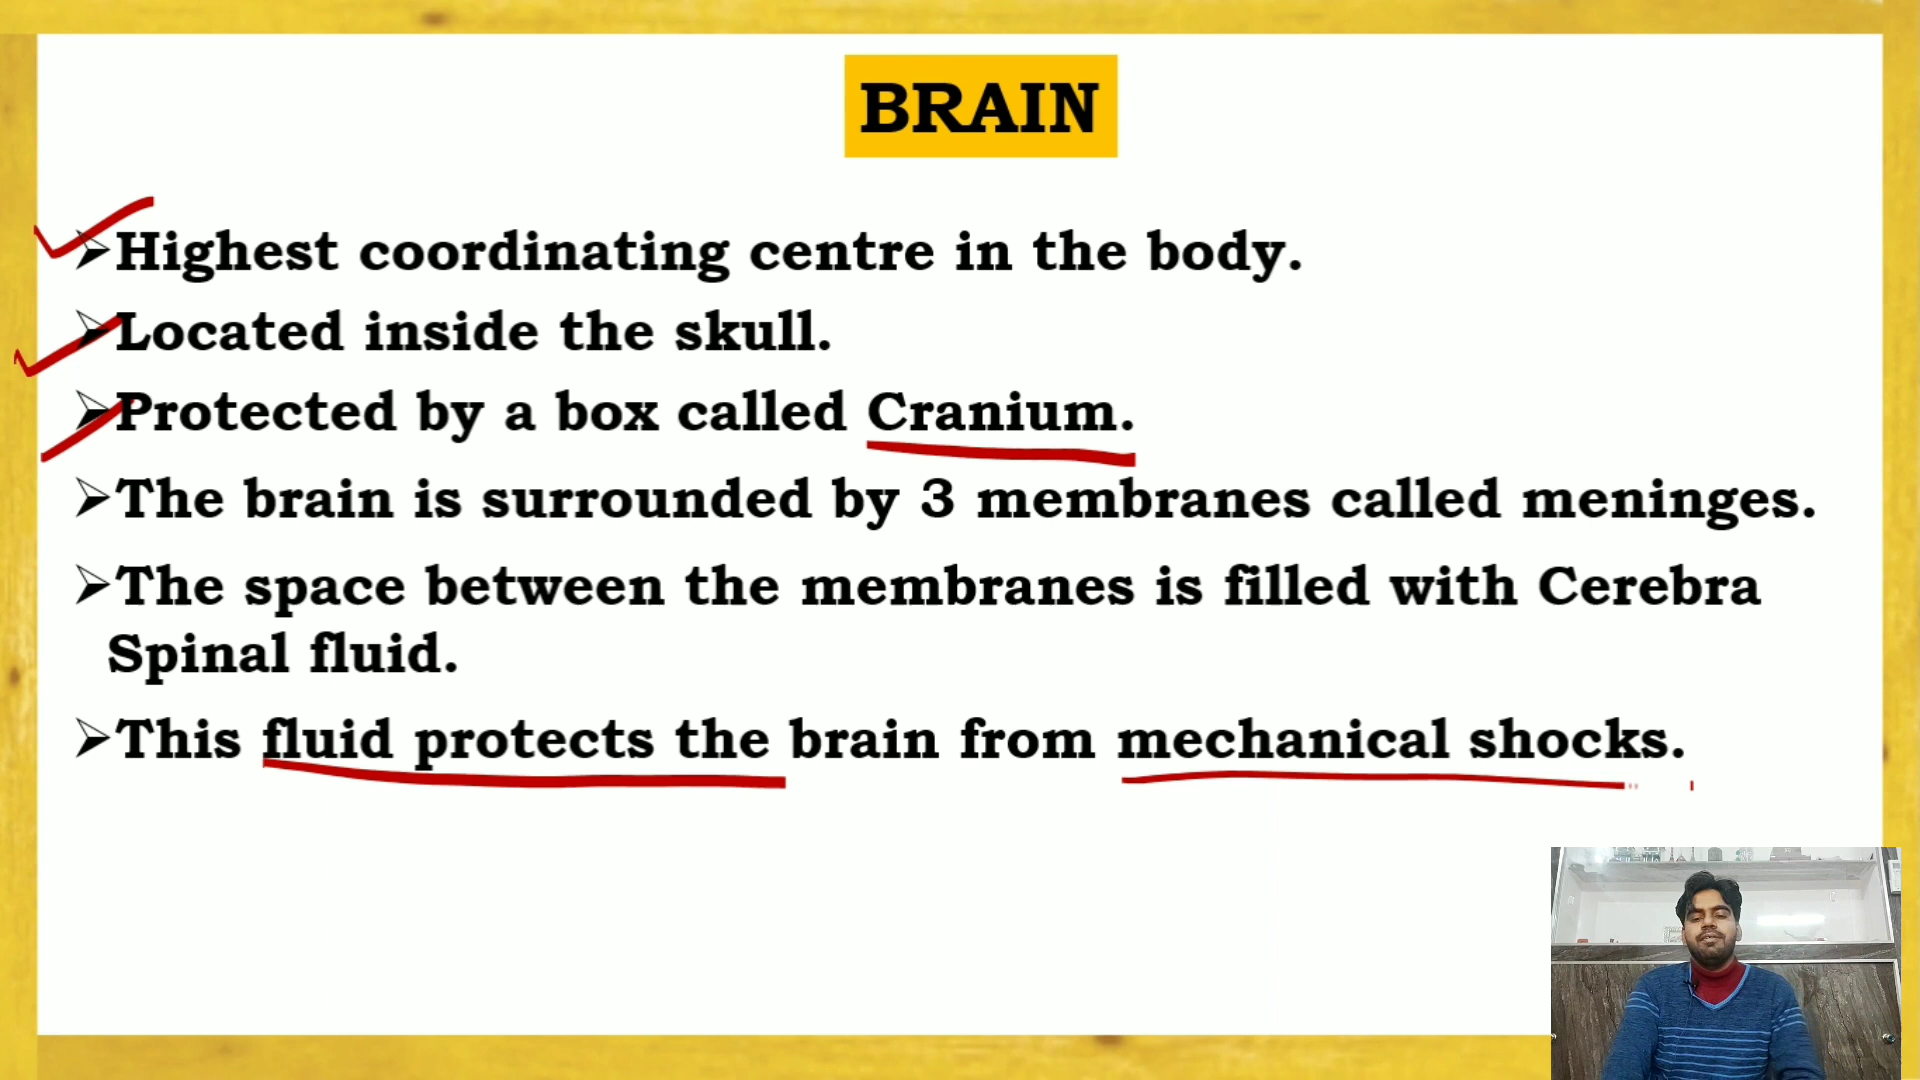 BRAIN
➢Highest coordinating centre in the body.
➢Located inside the skull.
➢Protected by a box called Cranium.
➢The brain is surrounded by 3 membranes called meninges.
➢The space between the membranes is filled with Cerebra
Spinal fluid.
➢This fluid protects the brain from mechanical shocks.